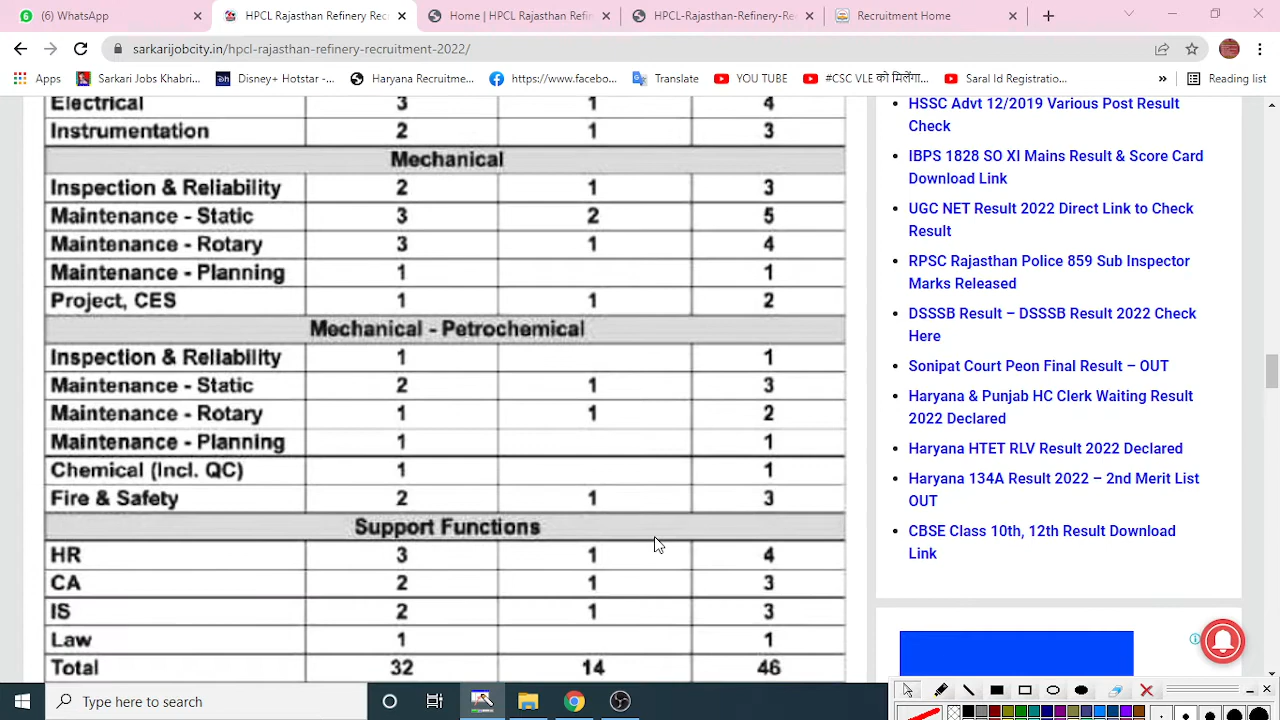 (6) WhatsApp
HPCL Rajasthan Refinery Rec
Home | HPCL Rajasthan Refinery L
HPCL-Rajasthan-Refinery-Recruit
Recruitment Home
sarkarijobcity.in/hpcl-rajasthan-refinery-recruitment-2022/
Apps
Sarkari Jobs Khabri...
Disney+ Hotstar -...
Haryana Recruitme...
https://www.facebo...
Translate
YOU TUBE
#CSC VLE को मिलेंगा...
Saral Id Registratio...
»
Reading list
Electrical 3 1 4
Instrumentation 2 1 3
Mechanical
Inspection & Reliability 2 1 3
Maintenance - Static 3 2 5
Maintenance - Rotary 3 1 4
Maintenance - Planning 1 1
Project, CES 1 1 2
Mechanical - Petrochemical
Inspection & Reliability 1 1
Maintenance - Static 2 1 3
Maintenance - Rotary 1 1 2
Maintenance - Planning 1 1
Chemical (Incl. QC) 1 1
Fire & Safety 2 1 3
Support Functions
HR 3 1 4
CA 2 1 3
IS 2 1 3
Law 1 1
Total 32 14 46
HSSC Advt 12/2019 Various Post Result
Check
IBPS 1828 SO XI Mains Result & Score Card
Download Link
UGC NET Result 2022 Direct Link to Check
Result
RPSC Rajasthan Police 859 Sub Inspector
Marks Released
DSSSB Result – DSSSB Result 2022 Check
Here
Sonipat Court Peon Final Result – OUT
Haryana & Punjab HC Clerk Waiting Result
2022 Declared
Haryana HTET RLV Result 2022 Declared
Haryana 134A Result 2022 – 2nd Merit List
OUT
CBSE Class 10th, 12th Result Download
Link
Type here to search